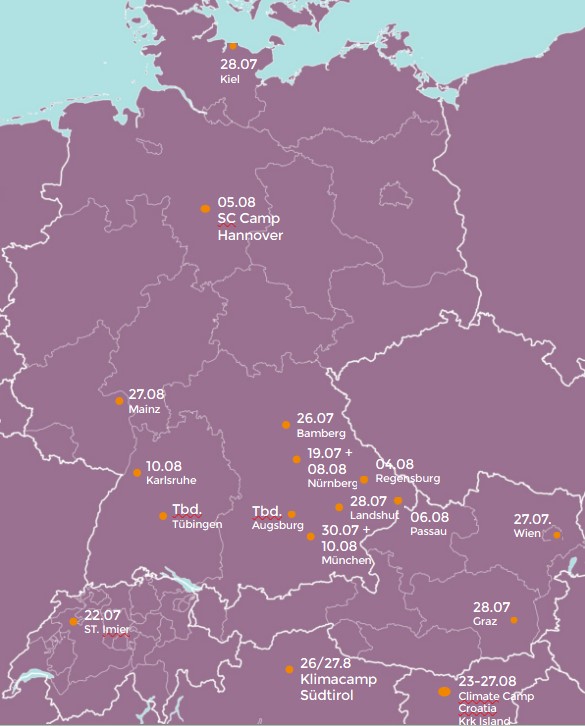 28.07
Kiel
05.08
SC Camp
Hannover
27.08
Mainz
26.07
Bamberg
19.07 +
08.08
Nürnberg
04.08
Regensburg
10.08
Karlsruhe
28.07
Landshut
Tbd.
Tübingen
Tbd.
Augsburg
06.08
Passau
27.07.
Wien
30.07 +
10.08
München
22.07
ST. Imier
28.07
Graz
26/27.8
Klimacamp
Südtirol
23-27.08
Climate Camp
Croatia
Krk Island